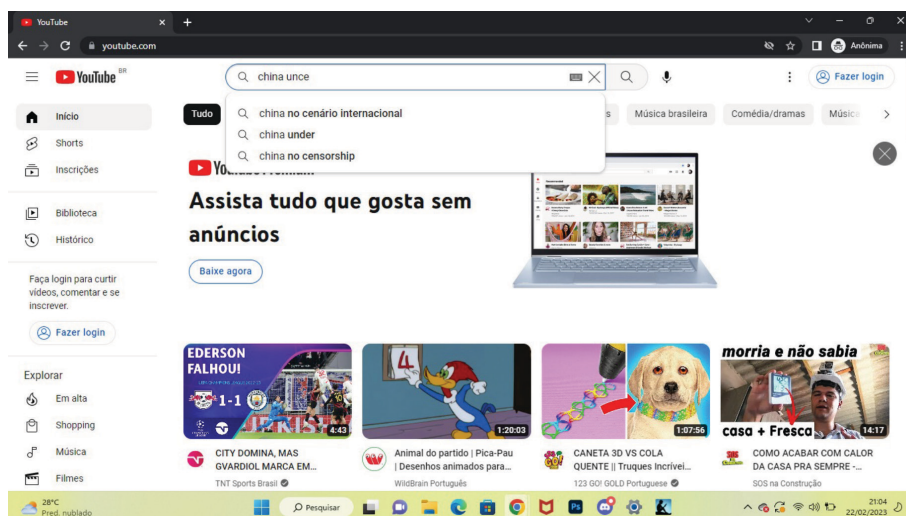 YouTube
youtube.com
Anônima
YouTube BR
china unce
Fazer login
Início
Shorts
Inscrições
Biblioteca
Histórico
Faça login para curtir
vídeos, comentar e se
inscrever.
Fazer login
Explorar
Em alta
Shopping
Música
Filmes
Tudo
china no cenário internacional
china under
china no censorship
Música brasileira
Comédia/dramas
Assista tudo que gosta sem
anúncios
Baixe agora
EDERSON
FALHOU!
1-1
4:43
CITY DOMINA, MAS
GVARDIOL MARCA EM...
TNT Sports Brasil
4
1:20:03
Animal do partido | Pica-Pau
| Desenhos animados para...
WildBrain Português
1:07:56
CANETA 3D VS COLA
QUENTE || Truques Incrívei...
123 GO! GOLD Portuguese
morria e não sabia
casa + Fresca
14:17
COMO ACABAR COM CALOR
DA CASA PRA SEMPRE -...
SOS na Construção
28°C
Pred. nublado
Pesquisar
21:04
22/02/2023